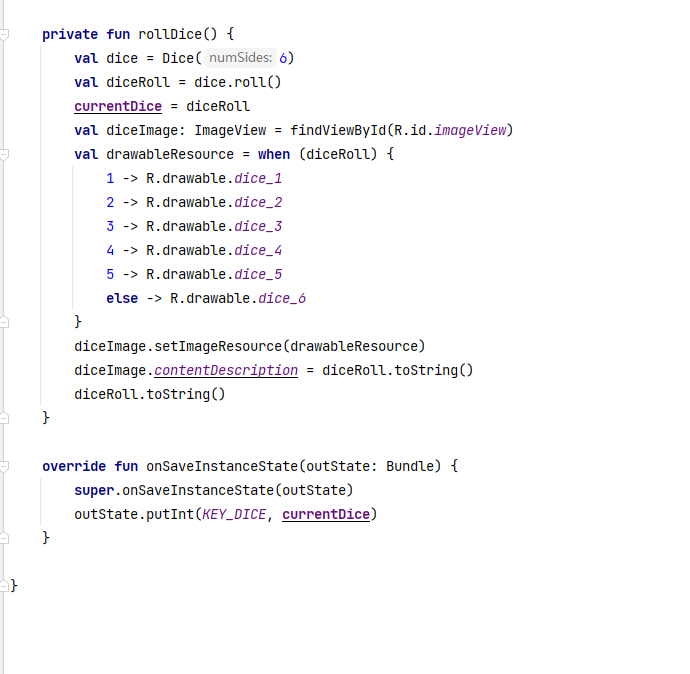 private fun rollDice() {
    val dice = Dice( numSides: 6)
    val diceRoll = dice.roll()
    currentDice = diceRoll
    val diceImage: ImageView = findViewById(R.id.imageView)
    val drawableResource = when (diceRoll) {
        1 -> R.drawable.dice_1
        2 -> R.drawable.dice_2
        3 -> R.drawable.dice_3
        4 -> R.drawable.dice_4
        5 -> R.drawable.dice_5
        else -> R.drawable.dice_6
    }
    diceImage.setImageResource(drawableResource)
    diceImage.contentDescription = diceRoll.toString()
    diceRoll.toString()
}
override fun onSaveInstanceState(outState: Bundle) {
    super.onSaveInstanceState(outState)
    outState.putInt(KEY_DICE, currentDice)
}
}